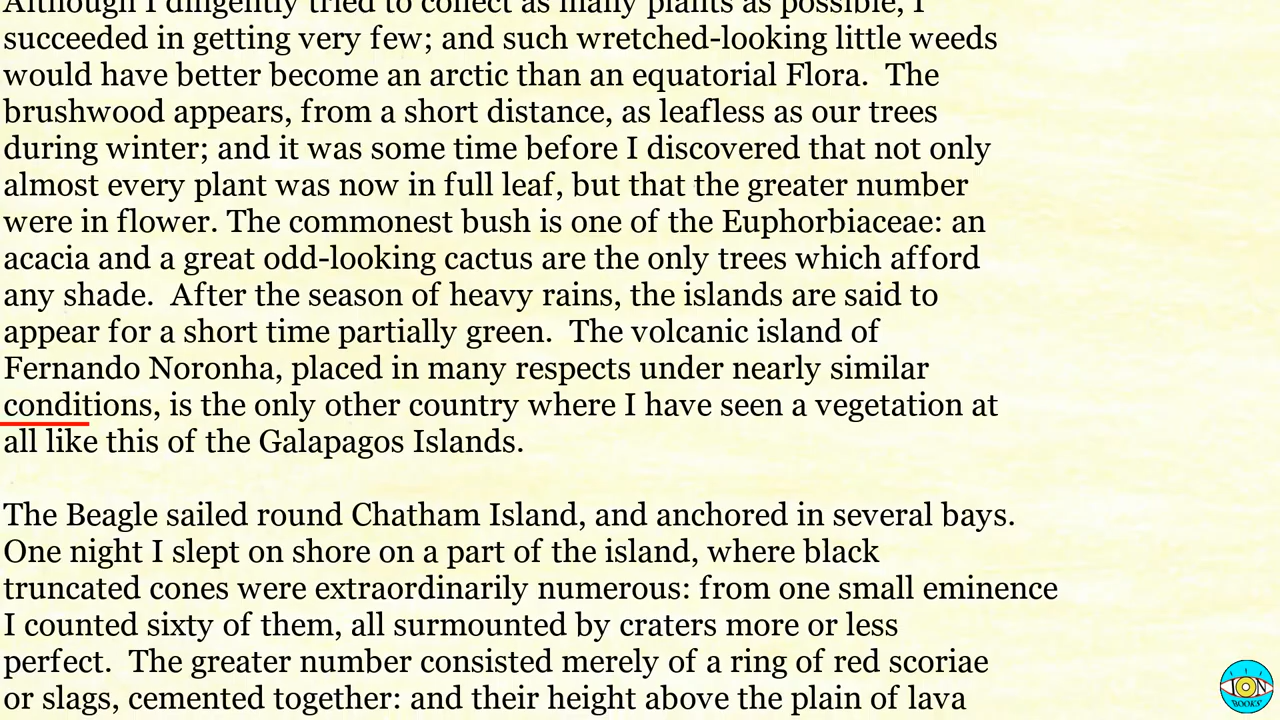 Although I diligently tried to collect as many plants as possible, I
succeeded in getting very few; and such wretched-looking little weeds
would have better become an arctic than an equatorial Flora.  The
brushwood appears, from a short distance, as leafless as our trees
during winter; and it was some time before I discovered that not only
almost every plant was now in full leaf, but that the greater number
were in flower. The commonest bush is one of the Euphorbiaceae: an
acacia and a great odd-looking cactus are the only trees which afford
any shade.  After the season of heavy rains, the islands are said to
appear for a short time partially green.  The volcanic island of
Fernando Noronha, placed in many respects under nearly similar
conditions, is the only other country where I have seen a vegetation at
all like this of the Galapagos Islands.

The Beagle sailed round Chatham Island, and anchored in several bays.
One night I slept on shore on a part of the island, where black
truncated cones were extraordinarily numerous: from one small eminence
I counted sixty of them, all surmounted by craters more or less
perfect.  The greater number consisted merely of a ring of red scoriae
or slags, cemented together: and their height above the plain of lava
ION
BOOKS